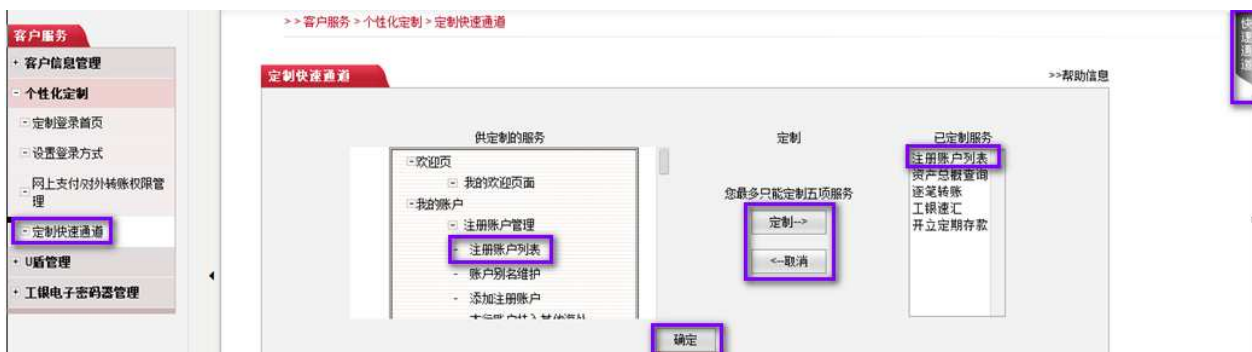 >>客户服务>个性化定制>定制快速通道
客户服务
+ 客户信息管理
- 个性化定制
- 定制登录首页
- 设置登录方式
- 网上支付/对外转账权限管
理
- 定制快速通道
+ U盾管理
+ 工银电子密码器管理
定制快速通道
>>帮助信息
供定制的服务
-欢迎页
- 我的欢迎页面
-我的账户
- 注册账户管理
- 注册账户列表
- 账户别名维护
- 添加注册账户
定制
您最多只能定制五项服务
定制-->
<--取消
已定制服务
注册账户列表
资产总概查询
逐笔转账
工银速汇
开立定期存款
确定
快速通道